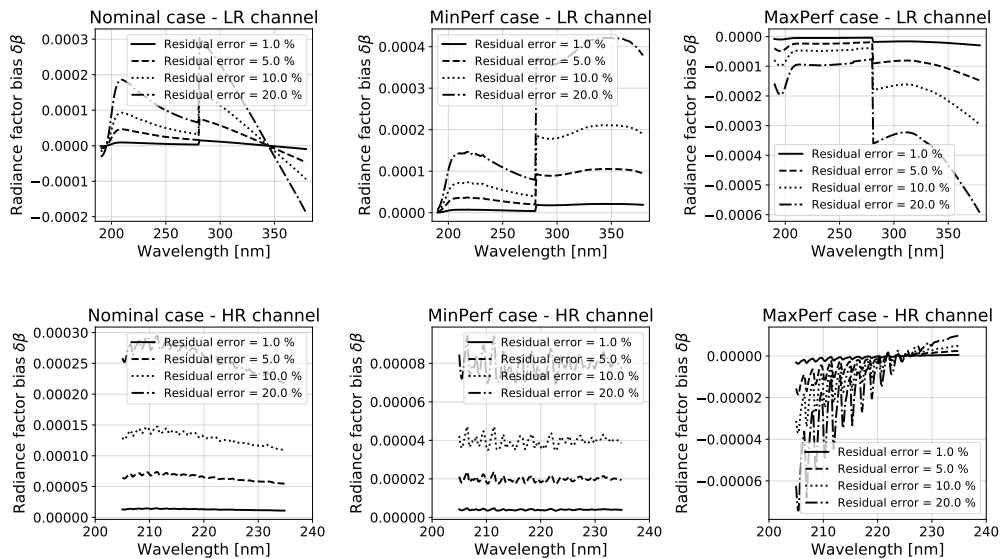 Nominal case - LR channel
Radiance factor bias δβ
0.0003
0.0002
0.0001
0.0000
−0.0001
−0.0002
Residual error = 1.0 %
Residual error = 5.0 %
Residual error = 10.0 %
Residual error = 20.0 %
200 250 300 350
Wavelength [nm]
MinPerf case - LR channel
Radiance factor bias δβ
0.0004
0.0003
0.0002
0.0001
0.0000
Residual error = 1.0 %
Residual error = 5.0 %
Residual error = 10.0 %
Residual error = 20.0 %
200 250 300 350
Wavelength [nm]
MaxPerf case - LR channel
Radiance factor bias δβ
0.0000
−0.0001
−0.0002
−0.0003
−0.0004
−0.0005
−0.0006
Residual error = 1.0 %
Residual error = 5.0 %
Residual error = 10.0 %
Residual error = 20.0 %
200 250 300 350
Wavelength [nm]
Nominal case - HR channel
Radiance factor bias δβ
0.00030
0.00025
0.00020
0.00015
0.00010
0.00005
0.00000
Residual error = 1.0 %
Residual error = 5.0 %
Residual error = 10.0 %
Residual error = 20.0 %
200 210 220 230 240
Wavelength [nm]
MinPerf case - HR channel
Radiance factor bias δβ
0.00008
0.00006
0.00004
0.00002
0.00000
Residual error = 1.0 %
Residual error = 5.0 %
Residual error = 10.0 %
Residual error = 20.0 %
200 210 220 230 240
Wavelength [nm]
MaxPerf case - HR channel
Radiance factor bias δβ
0.00000
−0.00002
−0.00004
−0.00006
Residual error = 1.0 %
Residual error = 5.0 %
Residual error = 10.0 %
Residual error = 20.0 %
200 210 220 230 240
Wavelength [nm]